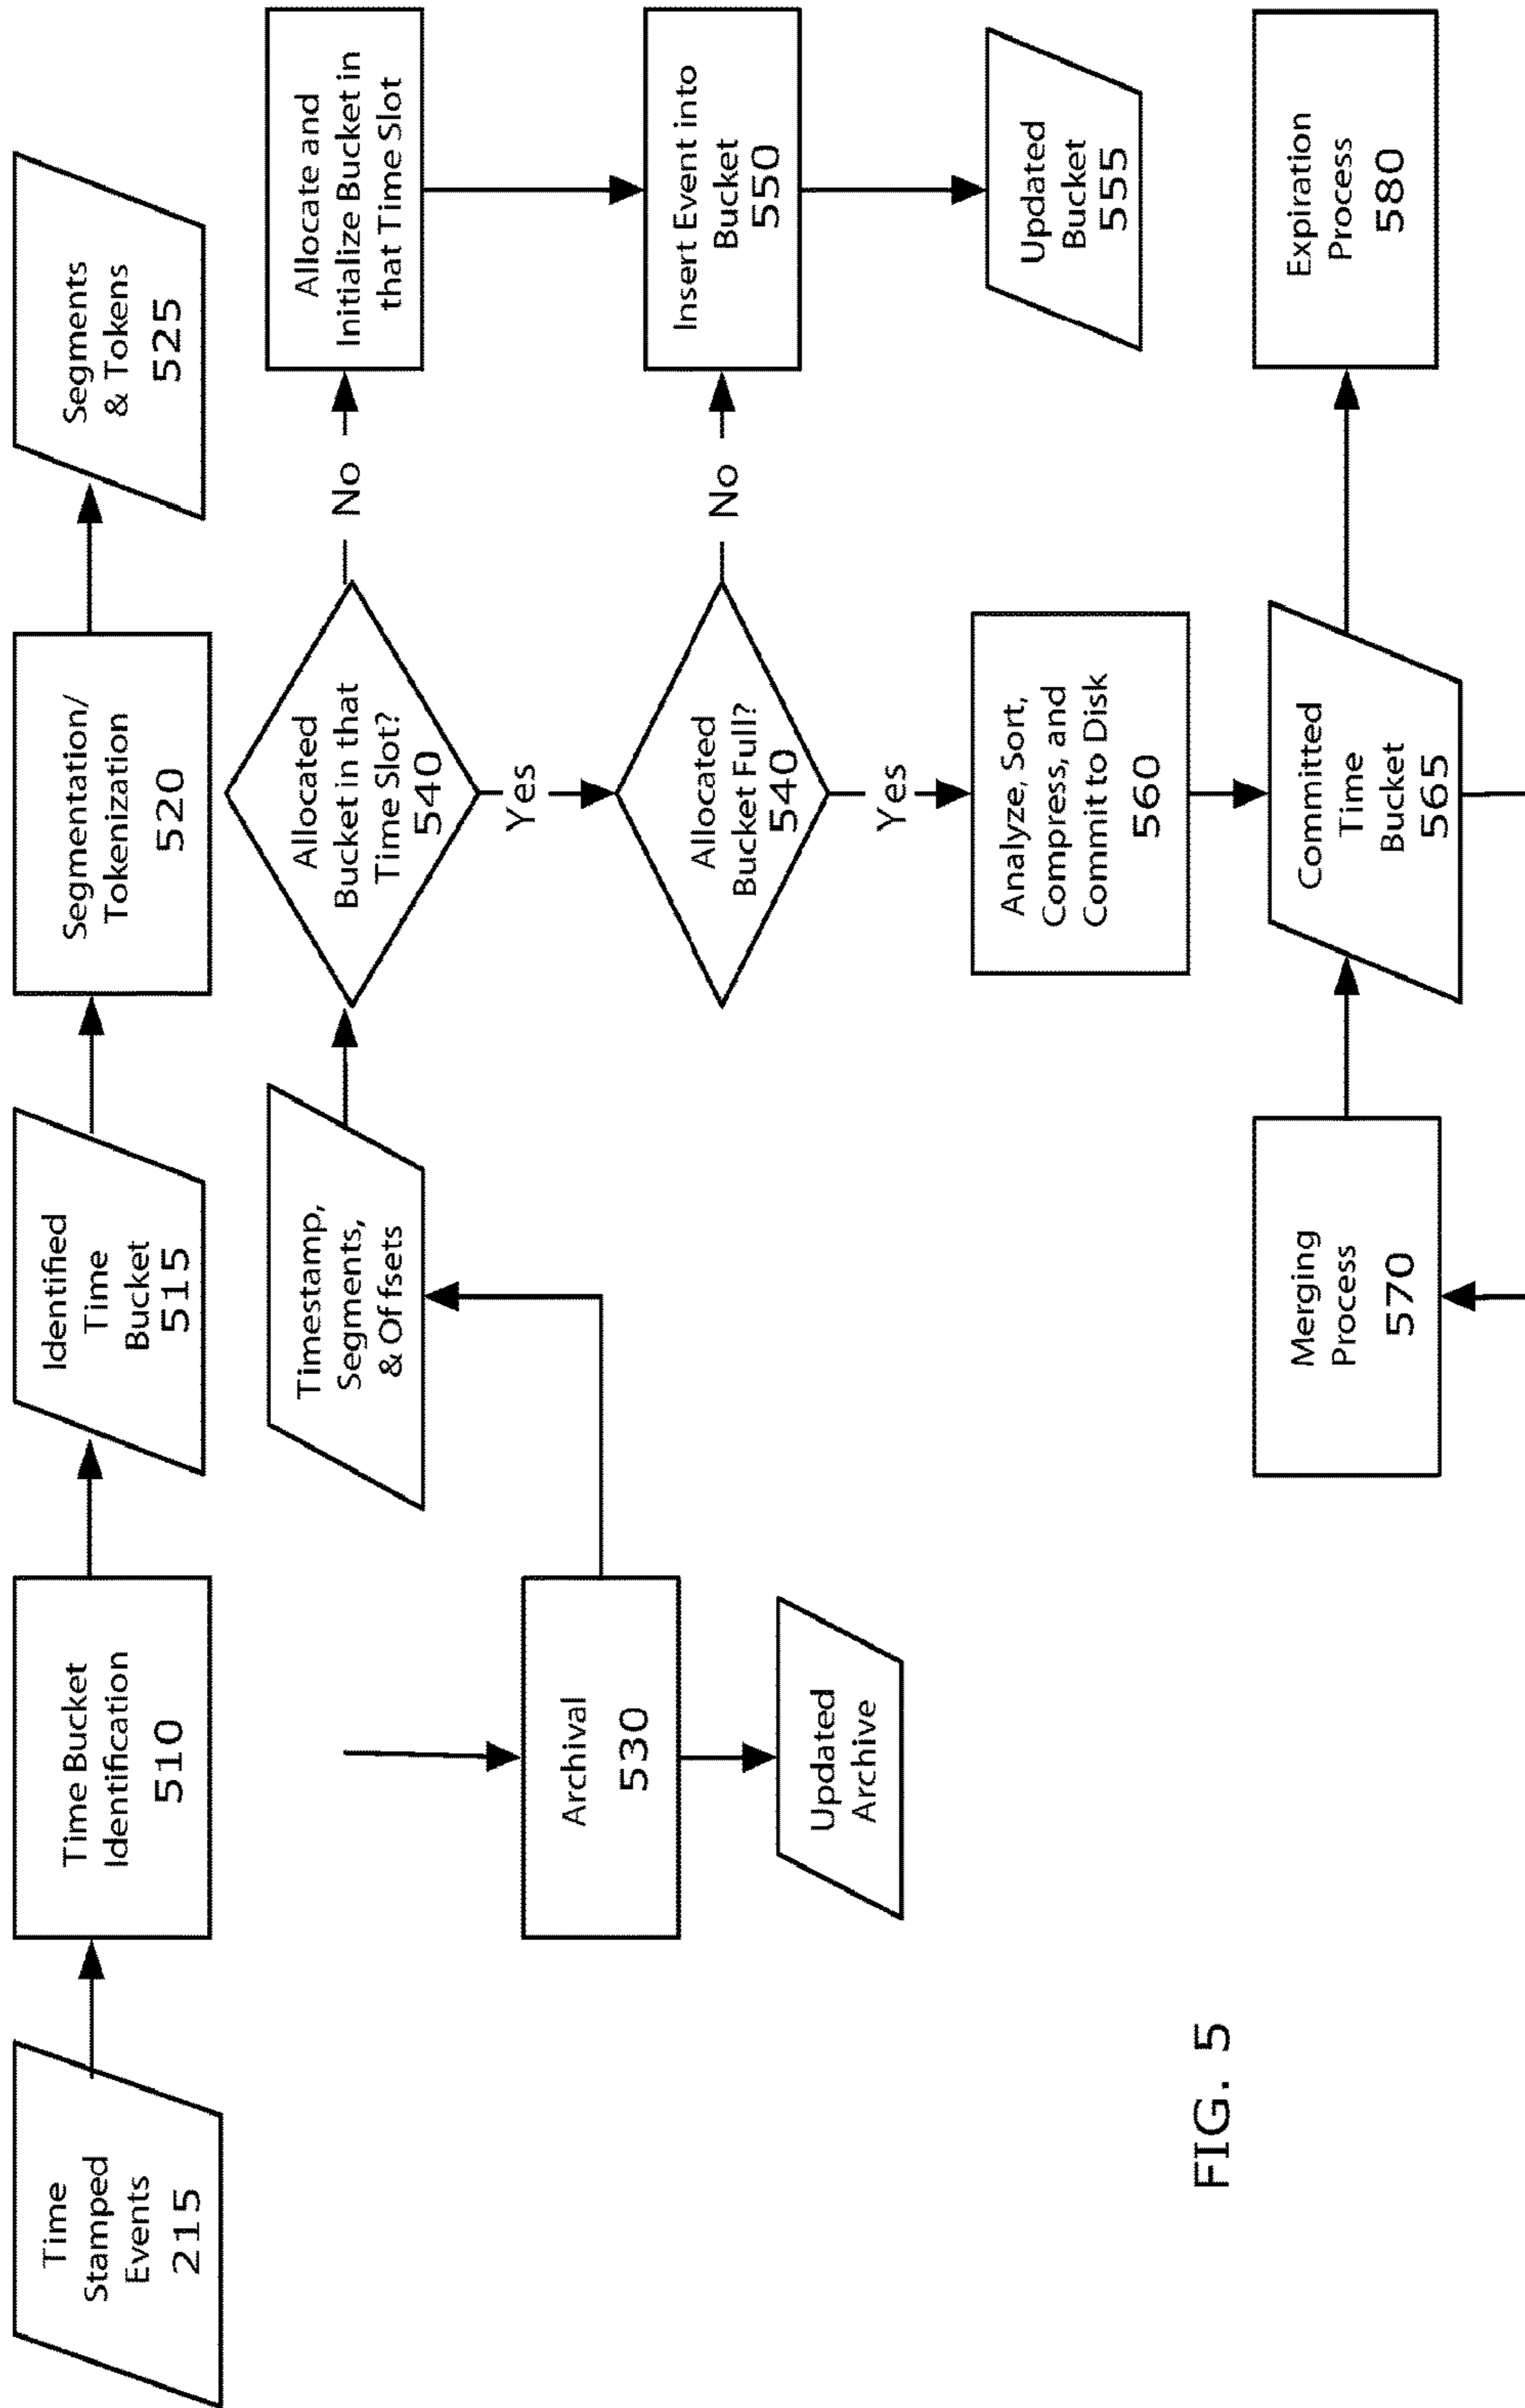 Time
Stamped
Events
215
Time Bucket
Identification
510
Identified
Time
Bucket
515
Segmentation/
Tokenization
520
Segments
& Tokens
525
Archival
530
Updated
Archive
Timestamp,
Segments,
& Offsets
Allocated
Bucket in that
Time Slot?
540
No
Allocate and
Initialize Bucket in
that Time Slot
Yes
Allocated
Bucket Full?
540
No
Insert Event into
Bucket
550
Updated
Bucket
555
Yes
Analyze, Sort,
Compress, and
Commit to Disk
560
Merging
Process
570
Committed
Time
Bucket
565
Expiration
Process
580
FIG. 5